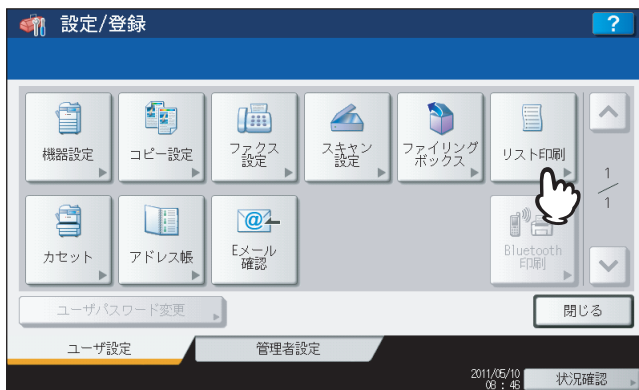 設定/登録
?
機器設定
コピー設定
ファクス
設定
スキャン
設定
ファイリング
ボックス
リスト印刷
1
1
カセット
アドレス帳
@
Eメール
確認
Bluetooth
印刷
ユーザパスワード変更
閉じる
ユーザ設定
管理者設定
2011/05/10
08 : 46
状況確認